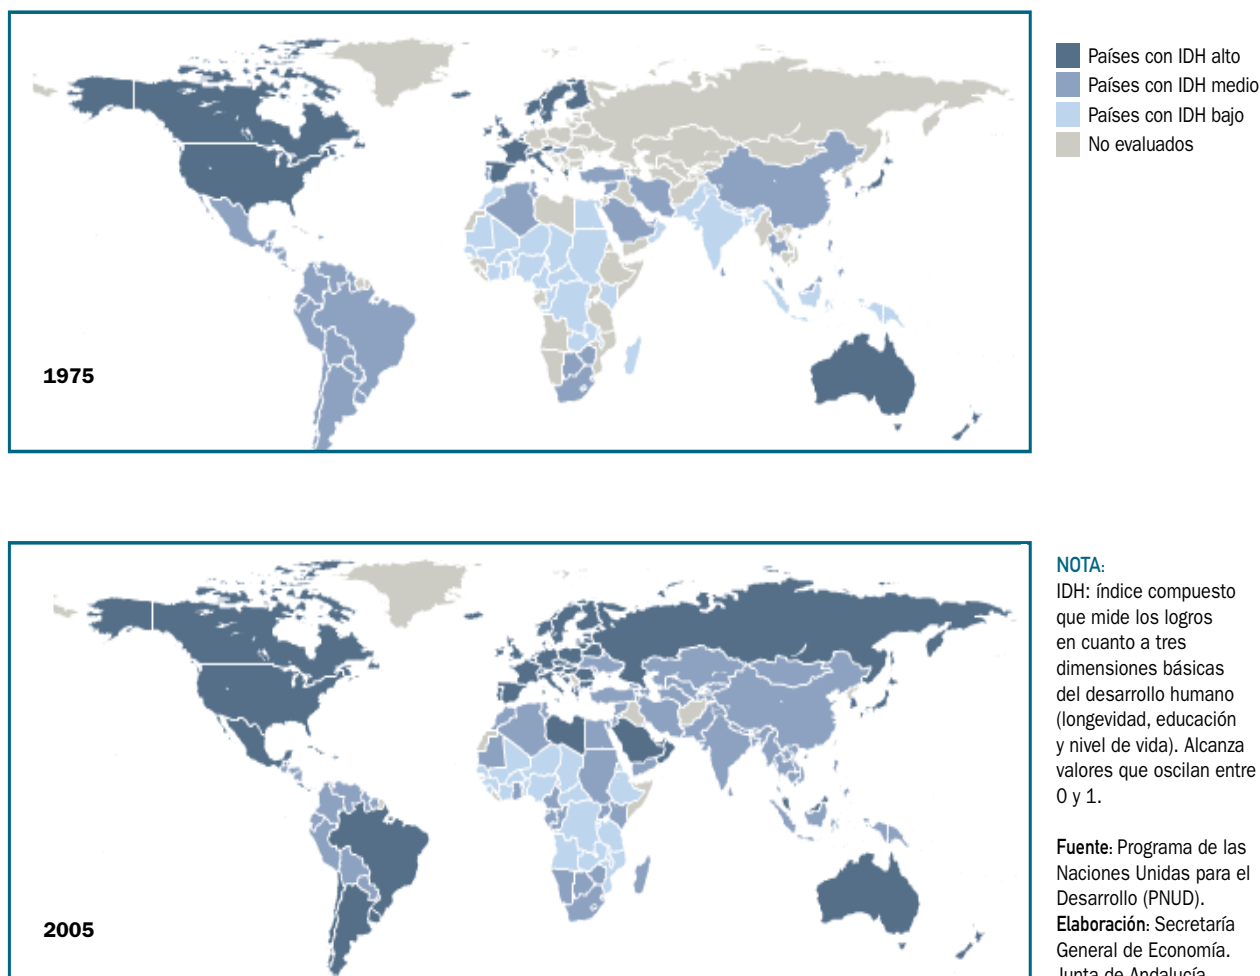 Países con IDH alto
Países con IDH medio
Países con IDH bajo
No evaluados
1975
NOTA:
IDH: índice compuesto
que mide los logros
en cuanto a tres
dimensiones básicas
del desarrollo humano
(longevidad, educación
y nivel de vida). Alcanza
valores que oscilan entre
0 y 1.
Fuente: Programa de las
Naciones Unidas para el
Desarrollo (PNUD).
Elaboración: Secretaría
General de Economía.
Junta de Andalucía
2005